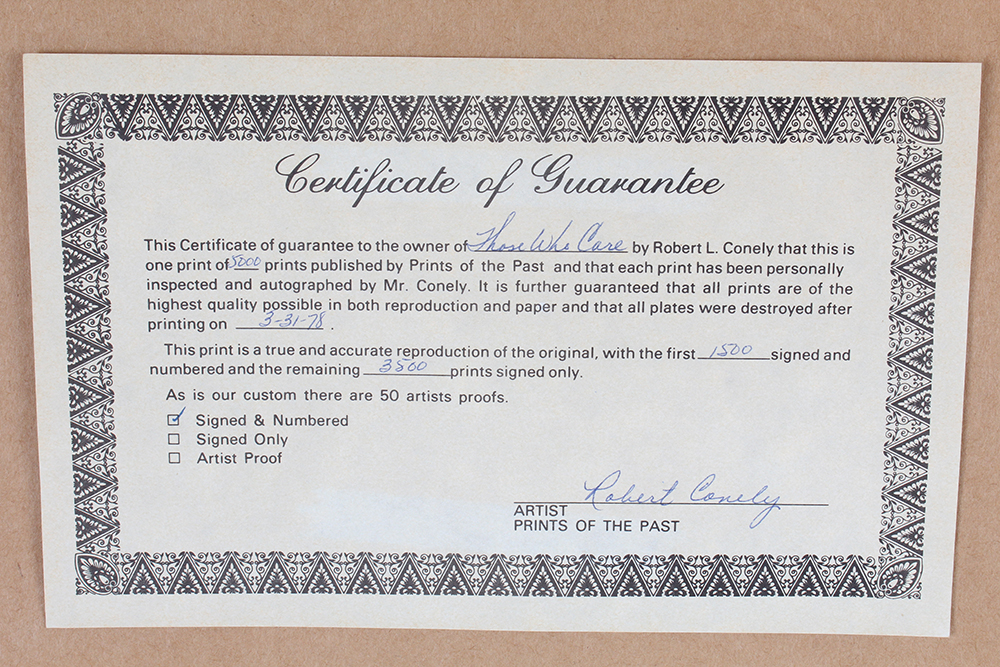 Certificate of Guarantee
This Certificate of guarantee to the owner of Those Who Care by Robert L. Conely that this is
one print of 5000 prints published by Prints of the Past and that each print has been personally
inspected and autographed by Mr. Conely. It is further guaranteed that all prints are of the
highest quality possible in both reproduction and paper and that all plates were destroyed after
printing on 3-31-78.
This print is a true and accurate reproduction of the original, with the first 1500 signed and
numbered and the remaining 3500 prints signed only.
As is our custom there are 50 artists proofs.
Signed & Numbered
Signed Only
Artist Proof
Robert Conely
ARTIST
PRINTS OF THE PAST